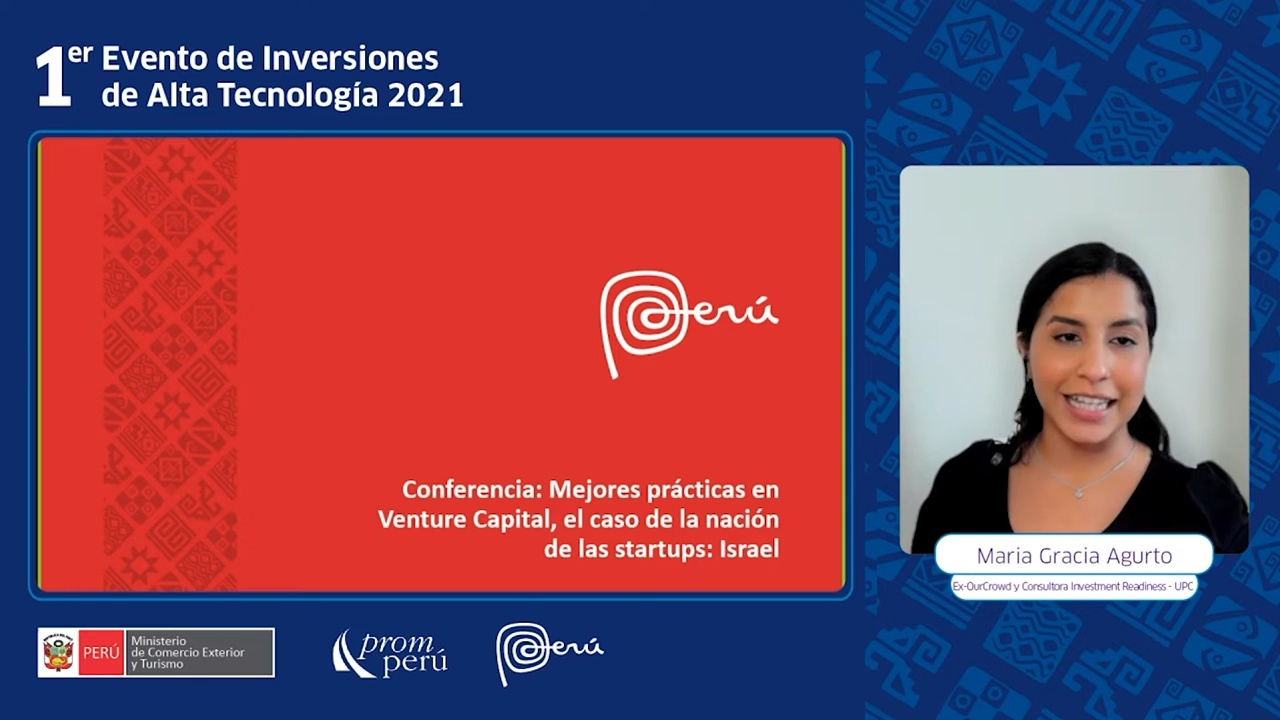 1er Evento de Inversiones
de Alta Tecnología 2021
Perú
Conferencia: Mejores prácticas en
Venture Capital, el caso de la nación
de las startups: Israel
Maria Gracia Agurto
Ex-OurCrowd y Consultora Investment Readiness - UPC
PERÚ
Ministerio
de Comercio Exterior
y Turismo
prom
perú
Perú